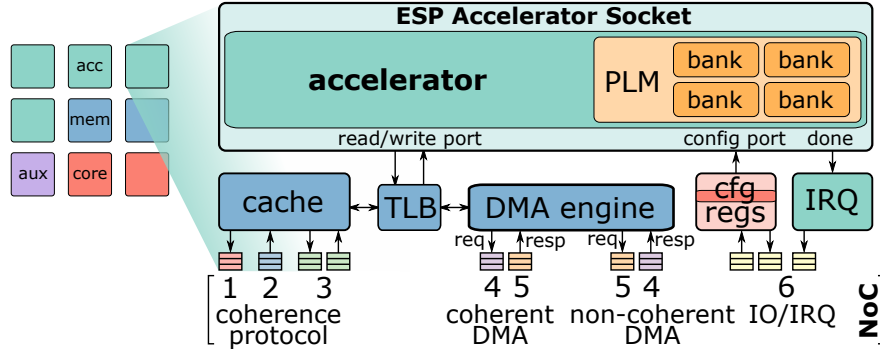 ESP Accelerator Socket
acc
mem
aux core
accelerator
PLM
bank bank
bank bank
read/write port config port done
cache TLB DMA engine cfg regs IRQ
req resp req resp
1 2 3 4 5 5 4 6
coherence protocol
coherent DMA
non-coherent DMA
IO/IRQ
NoC